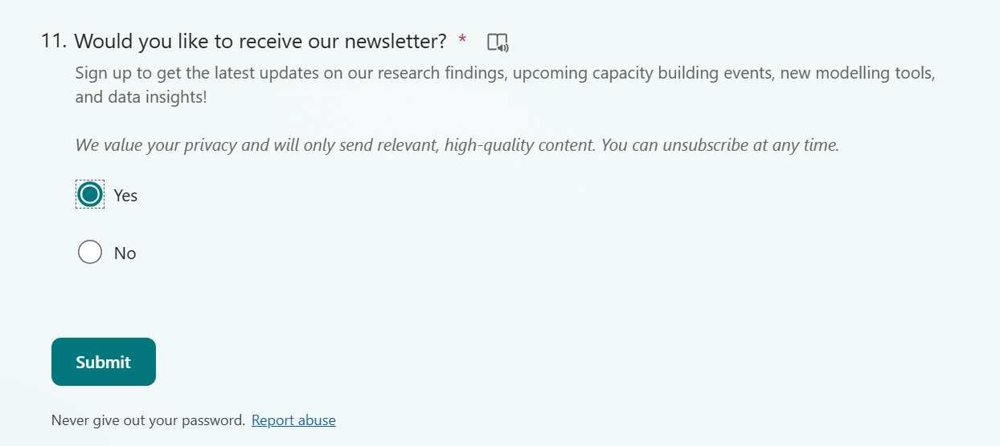 11. Would you like to receive our newsletter? *
Sign up to get the latest updates on our research findings, upcoming capacity building events, new modelling tools,
and data insights!
We value your privacy and will only send relevant, high-quality content. You can unsubscribe at any time.
Yes
No
Submit
Never give out your password. Report abuse